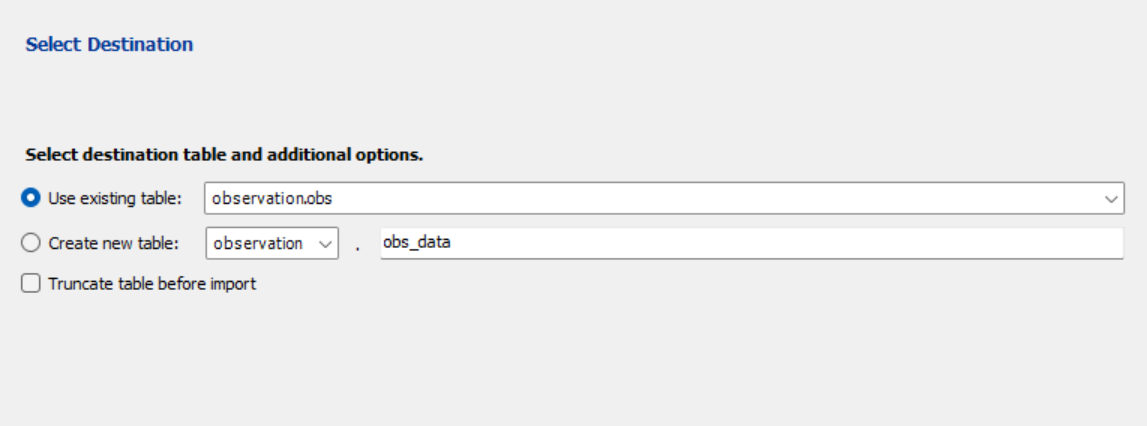 Select Destination
Select destination table and additional options.
Use existing table: observation.obs
Create new table: observation . obs_data
Truncate table before import